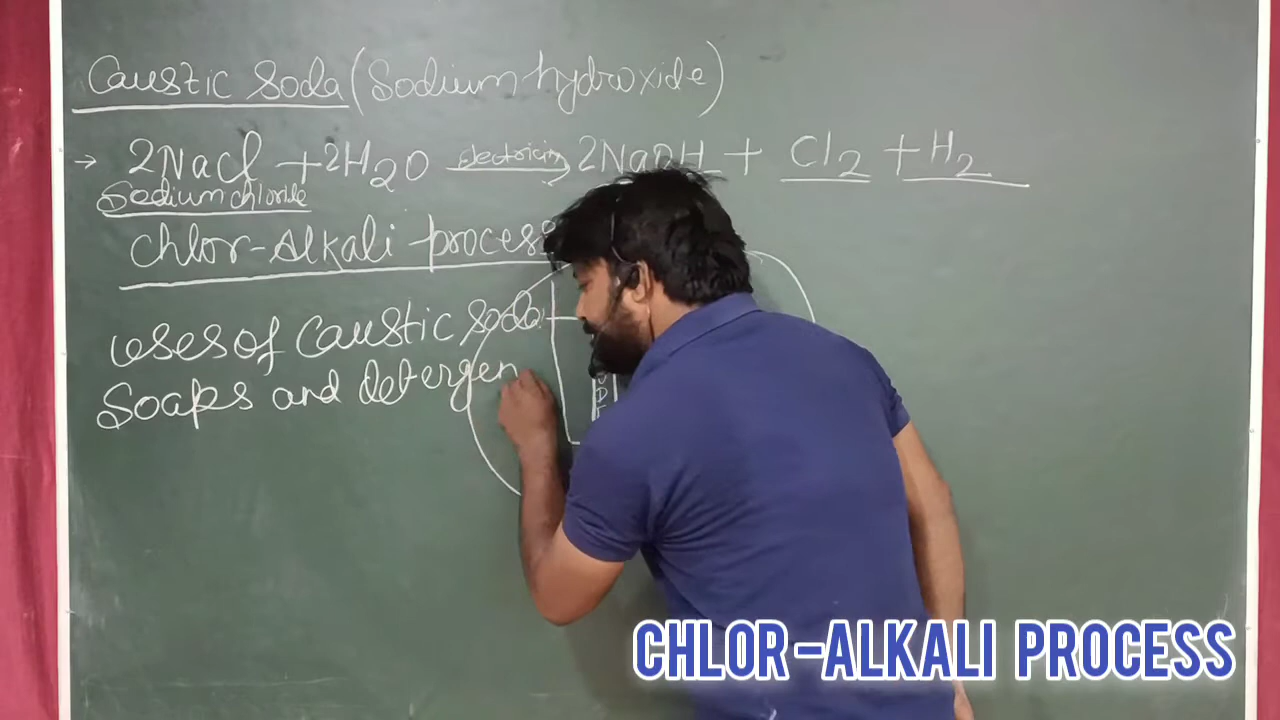 Caustic soda (Sodium hydroxide)
→ 2NaCl + 2H2O electricity → 2NaOH + Cl2 + H2
Sodium chloride
Chlor-Alkali process
uses of Caustic soda:
Soaps and detergen
CHLOR-ALKALI PROCESS